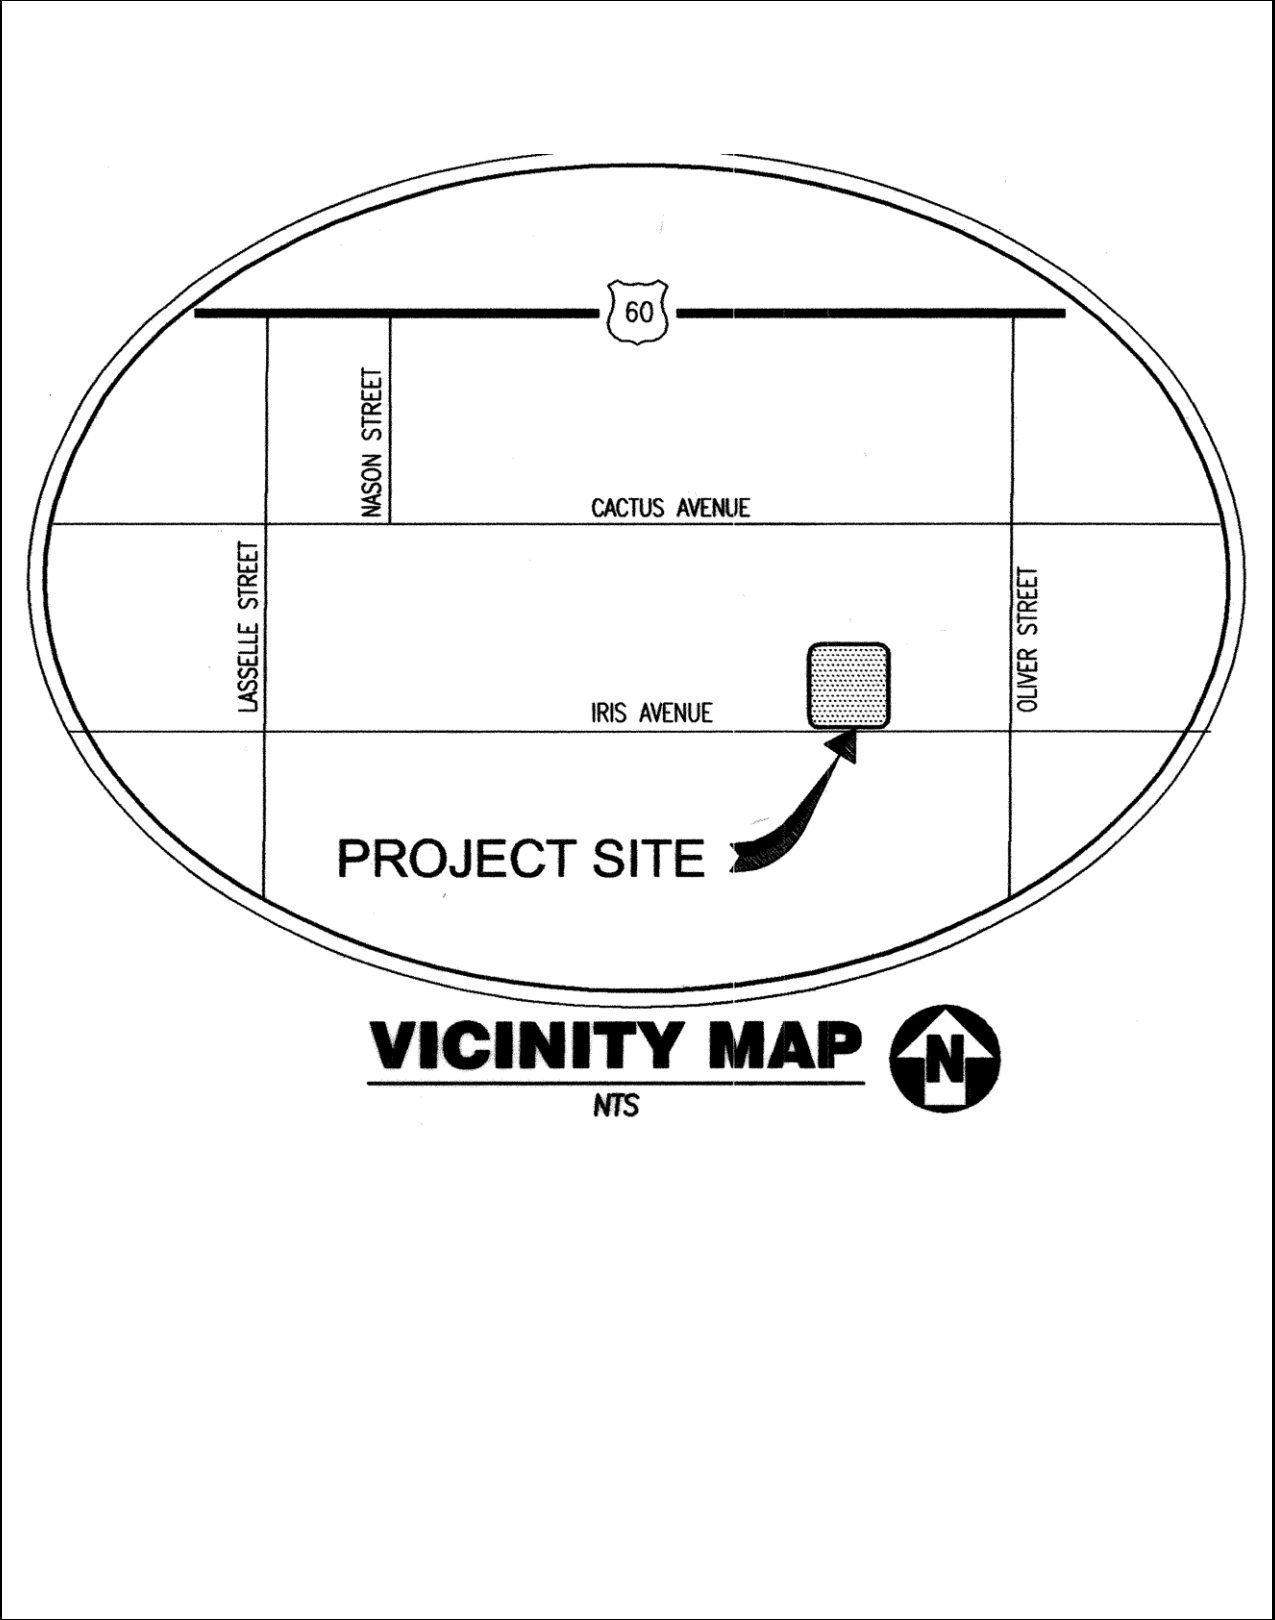 60
NASON STREET
CACTUS AVENUE
LASSELLE STREET
OLIVER STREET
IRIS AVENUE
PROJECT SITE
VICINITY MAP
N
NTS